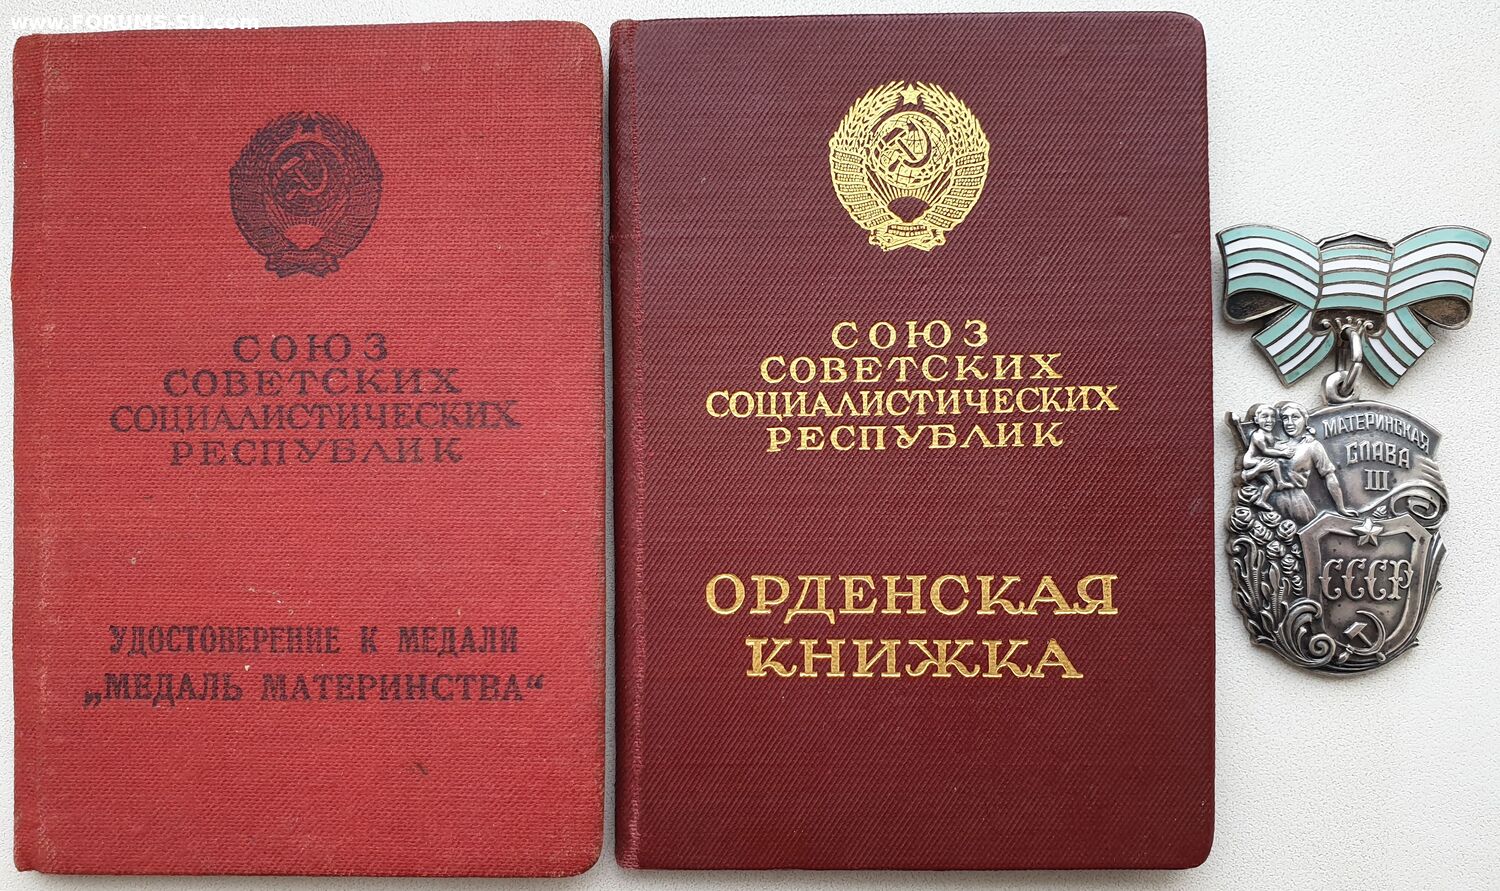 www.FORUMS-SU.com
СОЮЗ
СОВЕТСКИХ
СОЦИАЛИСТИЧЕСКИХ
РЕСПУБЛИК
УДОСТОВЕРЕНИЕ К МЕДАЛИ
„МЕДАЛЬ МАТЕРИНСТВА“
СОЮЗ
СОВЕТСКИХ
СОЦИАЛИСТИЧЕСКИХ
РЕСПУБЛИК
ОРДЕНСКАЯ
КНИЖКА
МАТЕРИНСКАЯ
СЛАВА
III
СССР